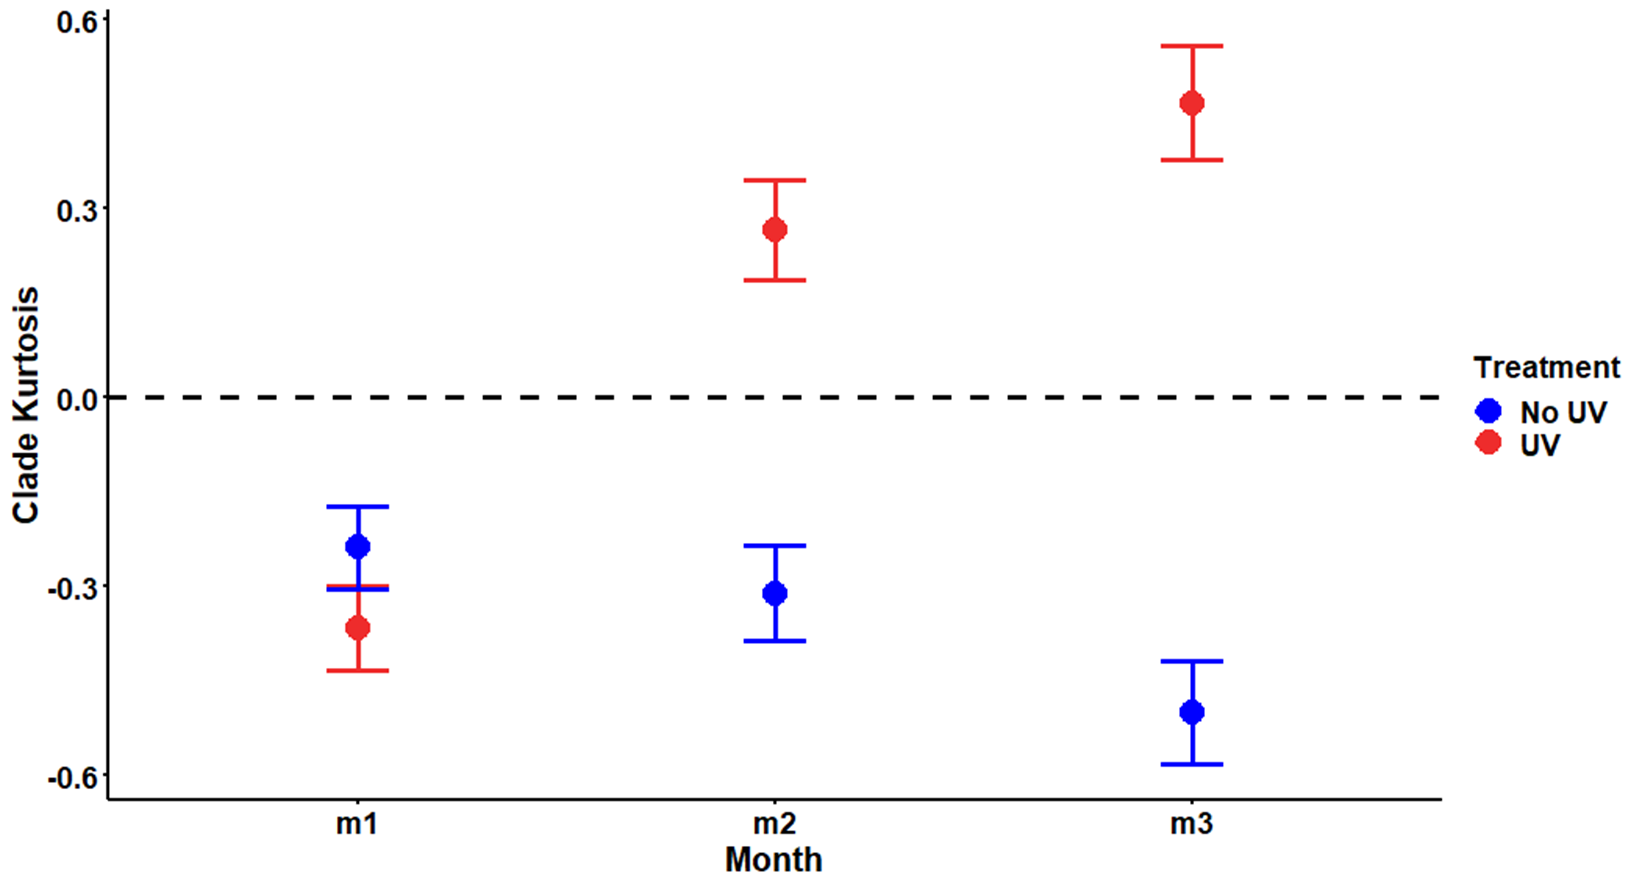 0.6
0.3
0.0
-0.3
-0.6
Clade Kurtosis
m1
m2
m3
Month
Treatment
No UV
UV